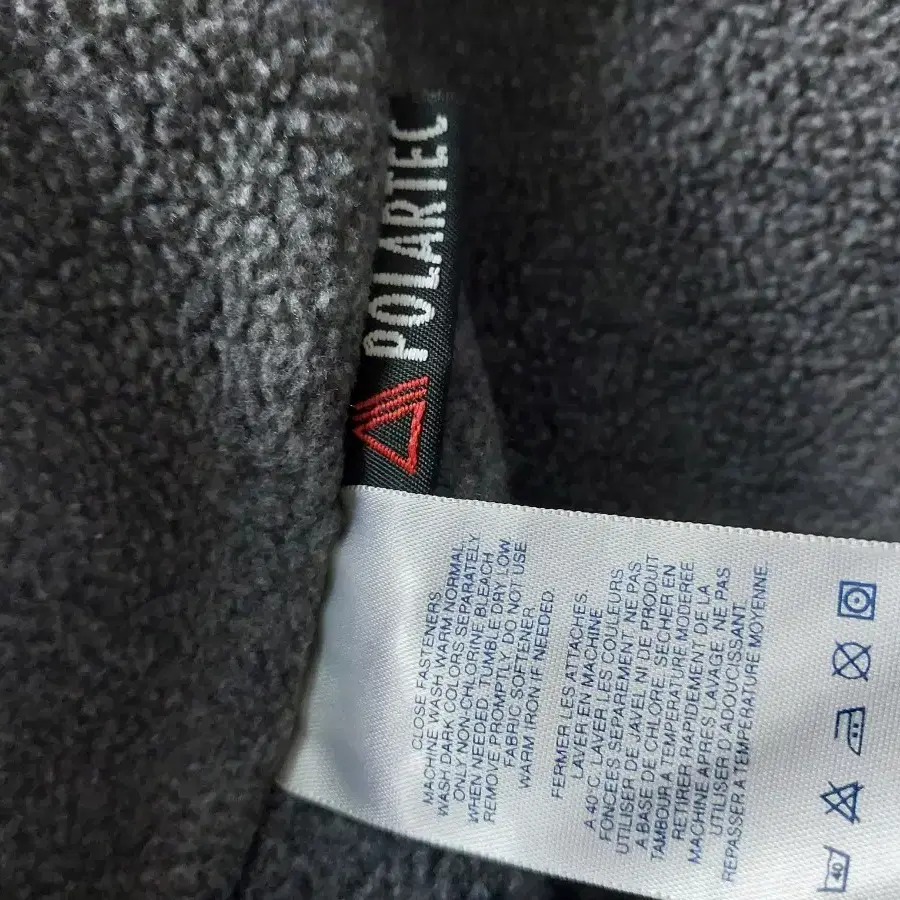 POLARTEC
CLOSE FASTENERS.
MACHINE WASH WARM NORMAL.
WASH DARK COLORS SEPARATELY
ONLY NON-CHLORINE BLEACH
WHEN NEEDED, TUMBLE DRY LOW.
REMOVE PROMPTLY. DO NOT USE
FABRIC SOFTENER.
WARM IRON IF NEEDED
FERMER LES ATTACHES.
LAVER EN MACHINE
A 40°C. LAVER LES COULEURS
FONCEES SEPAREMENT. NE PAS
UTILISER DE JAVEL NI DE PRODUIT
A BASE DE CHLORE. SECHER EN
TAMBOUR A TEMPERATURE MODEREE
RETIRER RAPIDEMENT DE LA
MACHINE APRES LAVAGE. NE PAS
UTILISER D'ADOUCISSANT.
REPASSER A TEMPERATURE MOYENNE.
40